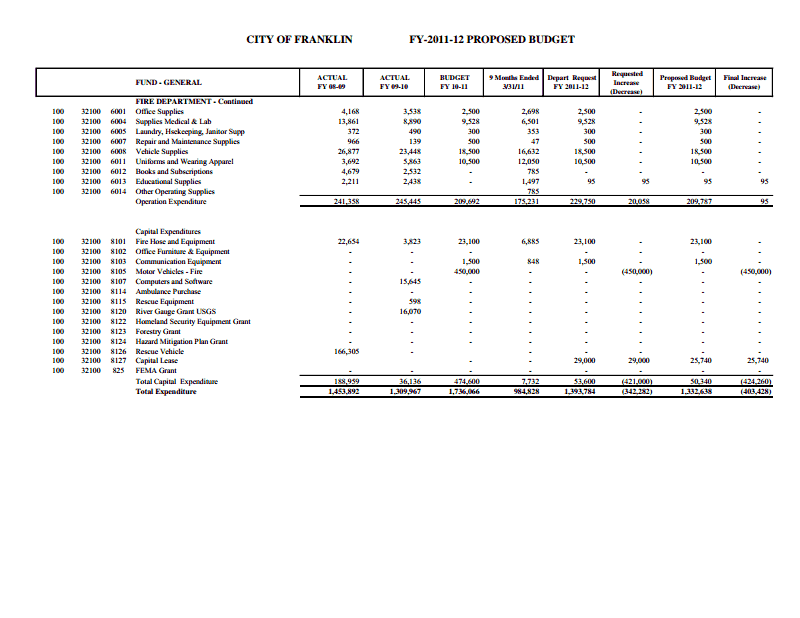 CITY OF FRANKLIN FY-2011-12 PROPOSED BUDGET
FUND - GENERAL ACTUAL FY 08-09 ACTUAL FY 09-10 BUDGET FY 10-11 9 Months Ended 3/31/11 Depart Request FY 2011-12 Requested Increase (Decrease) Proposed Budget FY 2011-12 Final Increase (Decrease)
FIRE DEPARTMENT - Continued
100 32100 6001 Office Supplies 4,168 3,538 2,500 2,698 2,500 - 2,500 -
100 32100 6004 Supplies Medical & Lab 13,861 8,890 9,528 6,501 9,528 - 9,528 -
100 32100 6005 Laundry, Hsekeeping, Janitor Supp 372 490 300 353 300 - 300 -
100 32100 6007 Repair and Maintenance Supplies 966 139 500 47 500 - 500 -
100 32100 6008 Vehicle Supplies 26,877 23,448 18,500 16,632 18,500 - 18,500 -
100 32100 6011 Uniforms and Wearing Apparel 3,692 5,863 10,500 12,050 10,500 - 10,500 -
100 32100 6012 Books and Subscriptions 4,679 2,532 - 785 - - - -
100 32100 6013 Educational Supplies 2,211 2,438 - 1,497 95 95 95 95
100 32100 6014 Other Operating Supplies 785 - -
Operation Expenditure 241,358 245,445 209,692 175,231 229,750 20,058 209,787 95
Capital Expenditures
100 32100 8101 Fire Hose and Equipment 22,654 3,823 23,100 6,885 23,100 - 23,100 -
100 32100 8102 Office Furniture & Equipment - - - - - - - -
100 32100 8103 Communication Equipment - - 1,500 848 1,500 - 1,500 -
100 32100 8105 Motor Vehicles - Fire - - 450,000 - - (450,000) - (450,000)
100 32100 8107 Computers and Software - 15,645 - - - - - -
100 32100 8114 Ambulance Purchase - - - - - - - -
100 32100 8115 Rescue Equipment - 598 - - - - - -
100 32100 8120 River Gauge Grant USGS - 16,070 - - - - - -
100 32100 8122 Homeland Security Equipment Grant - - - - - - - -
100 32100 8123 Forestry Grant - - - - - - - -
100 32100 8124 Hazard Mitigation Plan Grant - - - - - - - -
100 32100 8126 Rescue Vehicle 166,305 - - - - - - -
100 32100 8127 Capital Lease - - 29,000 29,000 25,740 25,740
100 32100 825 FEMA Grant - - - - - - - -
Total Capital Expenditure 188,959 36,136 474,600 7,732 53,600 (421,000) 50,340 (424,260)
Total Expenditure 1,453,892 1,309,967 1,736,066 984,828 1,393,784 (342,282) 1,332,638 (403,428)